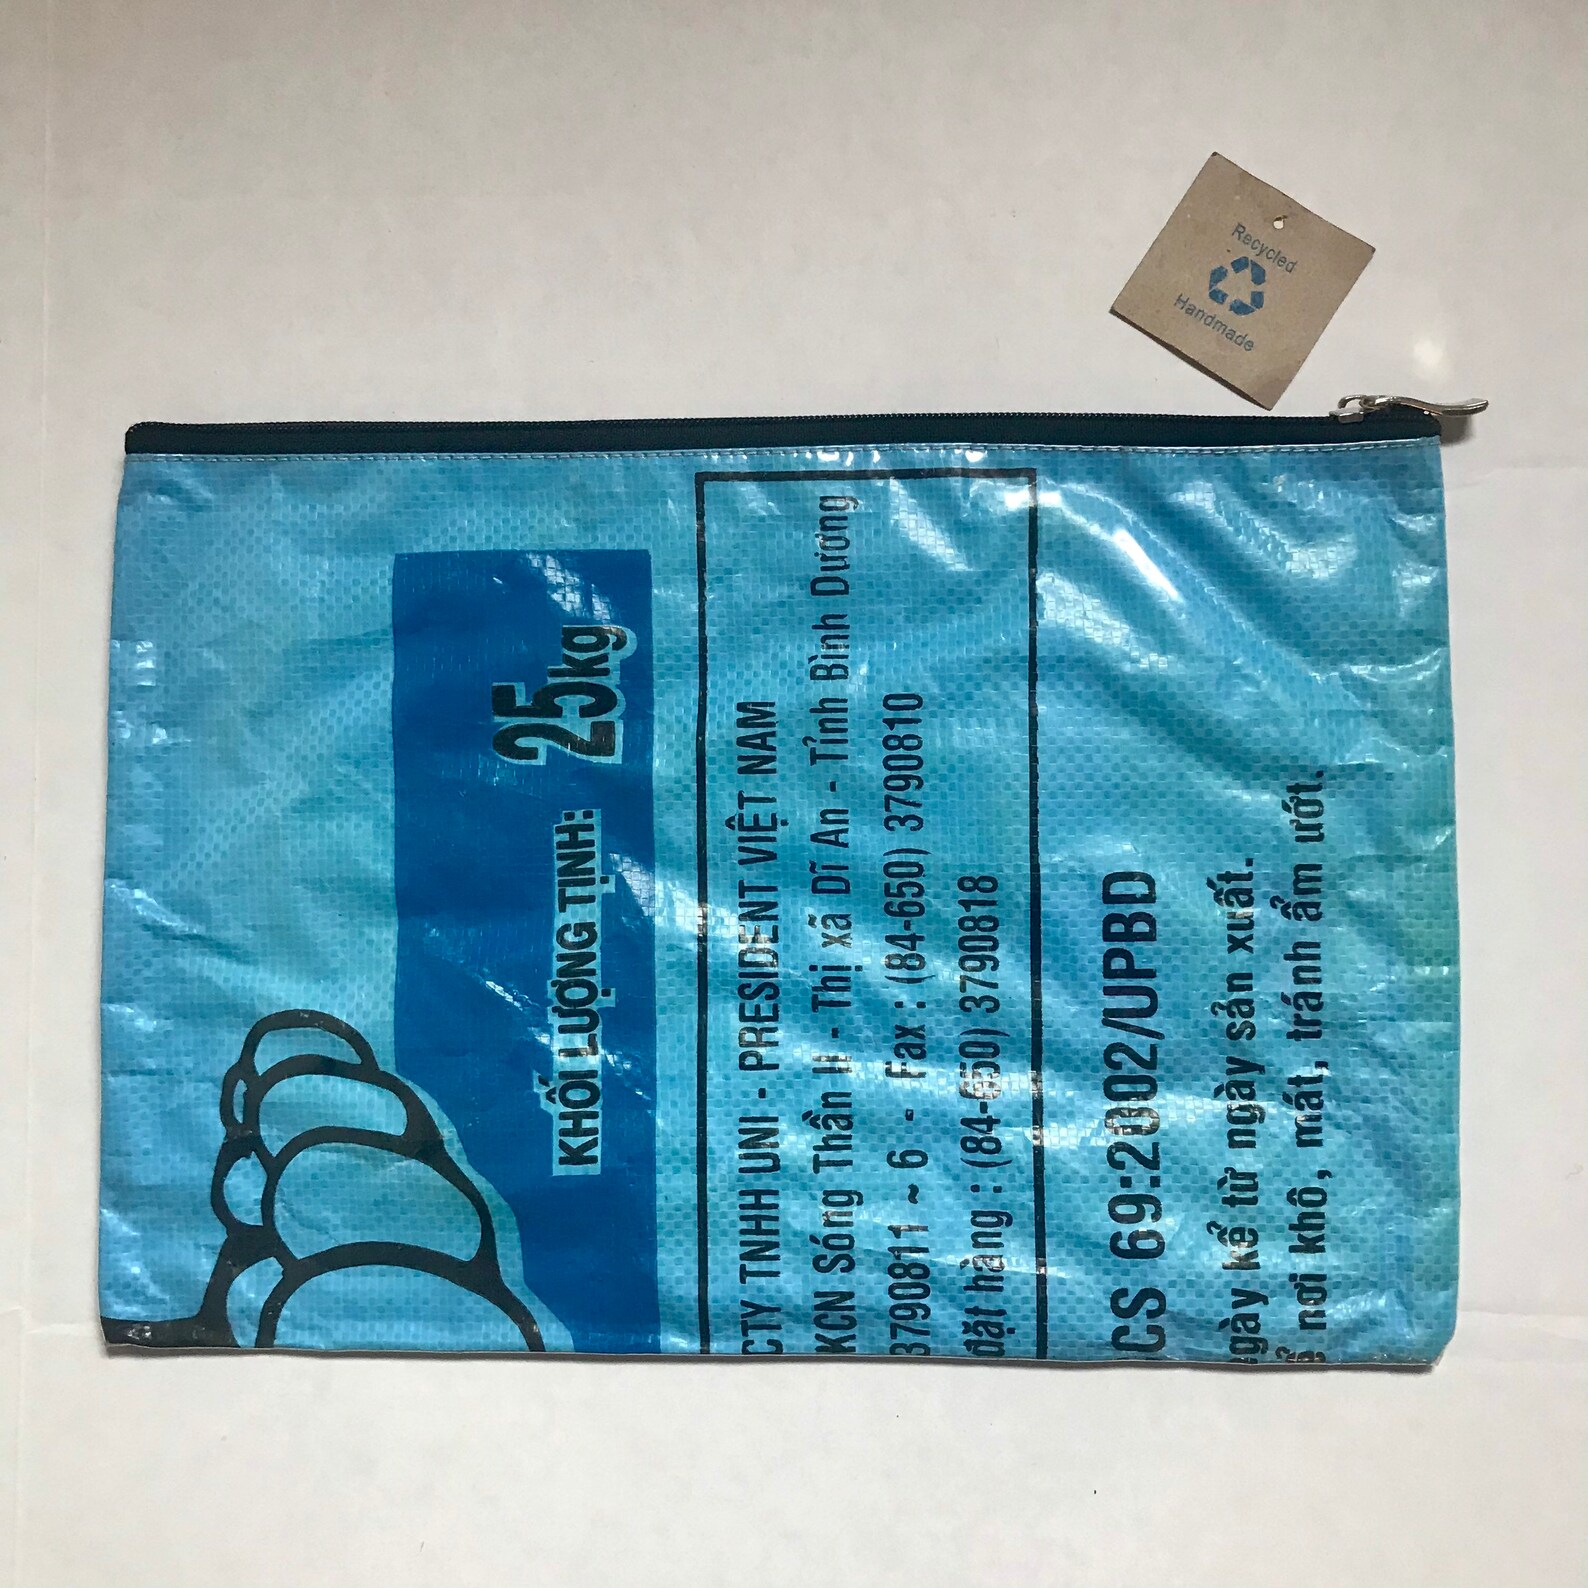 Recycled
Handmade
KHỐI LƯỢNG TỊNH: 25kg
CTY TNHH UNI - PRESIDENT VIỆT NAM
KCN Sóng Thần II - Thị xã Dĩ An - Tỉnh Bình Dương
3790811 ~ 6 - Fax : (84-650) 3790810
đặt hàng : (84-650) 3790818
CS 69:2002/UPBD
gày kể từ ngày sản xuất.
nơi khô, mát, tránh ẩm ướt.